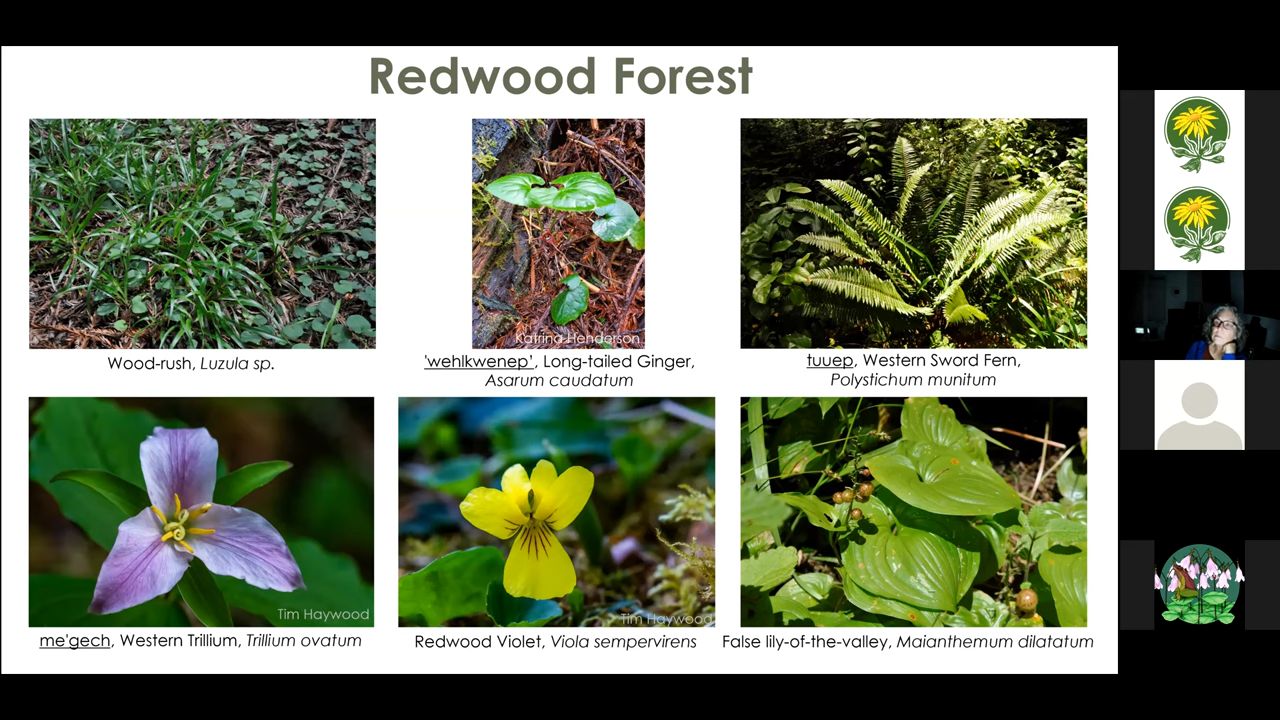 Redwood Forest
Katrina Henderson
Wood-rush, Luzula sp.
'wehlkwenep', Long-tailed Ginger,
Asarum caudatum
tuuep, Western Sword Fern,
Polystichum munitum
Tim Haywood
Tim Haywood
me'gech, Western Trillium, Trillium ovatum
Redwood Violet, Viola sempervirens
False lily-of-the-valley, Maianthemum dilatatum